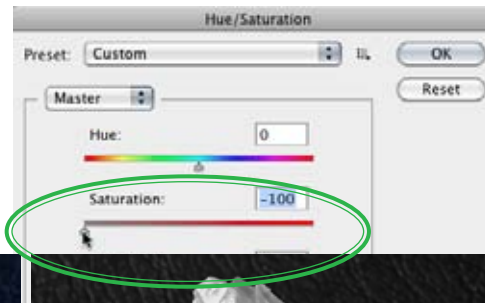 Hue/Saturation
Preset: Custom
OK
Reset
Master
Hue: 0
Saturation: -100